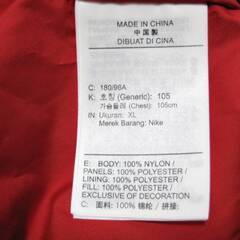 MADE IN CHINA
中国製
DIBUAT DI CINA
C: 180/96A
K: 호칭 (Generic): 105
가슴둘레 (Chest): 105cm
IN: Ukuran: XL
Merek Barang: Nike
E: BODY: 100% NYLON /
PANELS: 100% POLYESTER /
LINING: 100% POLYESTER /
FILL: 100% POLYESTER /
EXCLUSIVE OF DECORATION
C: 面料: 100% 锦纶 / 拼接: